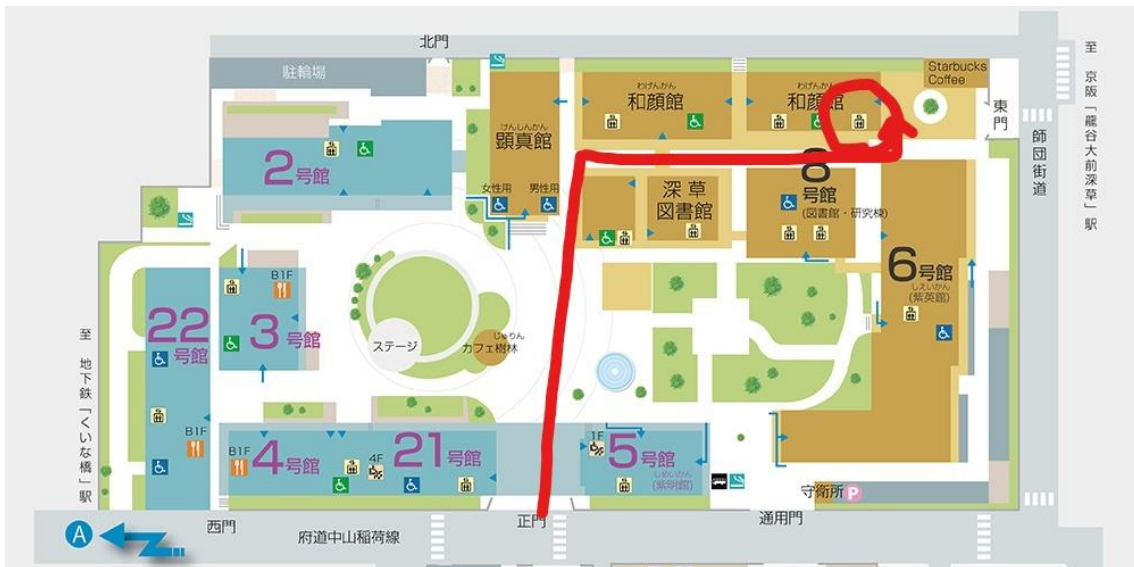 北門
駐輪場
けんしんかん
顕真館
わげんかん
和顔館
わげんかん
和顔館
Starbucks
Coffee
東門
師団街道
至 京阪「龍谷大前深草」駅
2号館
女性用
男性用
深草
図書館
8
号館
(図書館・研究棟)
6号館
しえいかん
(紫英館)
22
号館
B1F
3号館
B1F
ステージ
じゅりん
カフェ樹林
至 地下鉄「くいな橋」駅
B1F
4号館
4F
21号館
1F
5号館
しめいかん
(紫明館)
守衛所
P
A
西門
府道中山稲荷線
正門
通用門